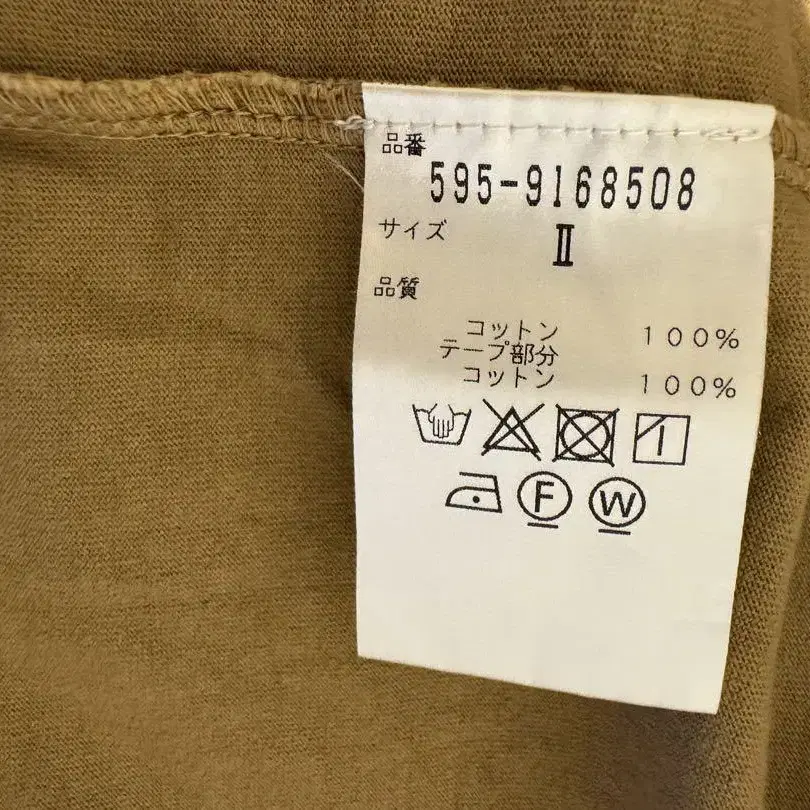 品番
595-9168508
サイズ II
品質
コットン 100%
テープ部分
コットン 100%
F W